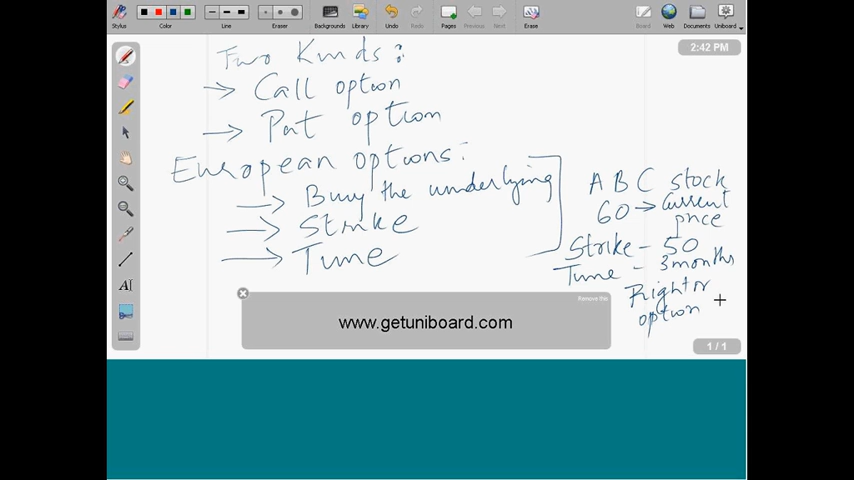 Stylus
Color
Line
Eraser
Backgrounds
Library
Undo
Redo
Pages
Previous
Next
Erase
Board
Web
Documents
Uniboard
2:42 PM
Two Kinds:
→ Call option
→ Put option
European options:
→ Buy the underlying
→ Strike
→ Time
ABC stock
60 → Current
price
Strike - 50
Time - 3 months
Right or
option
Remove this
www.getuniboard.com
1 / 1